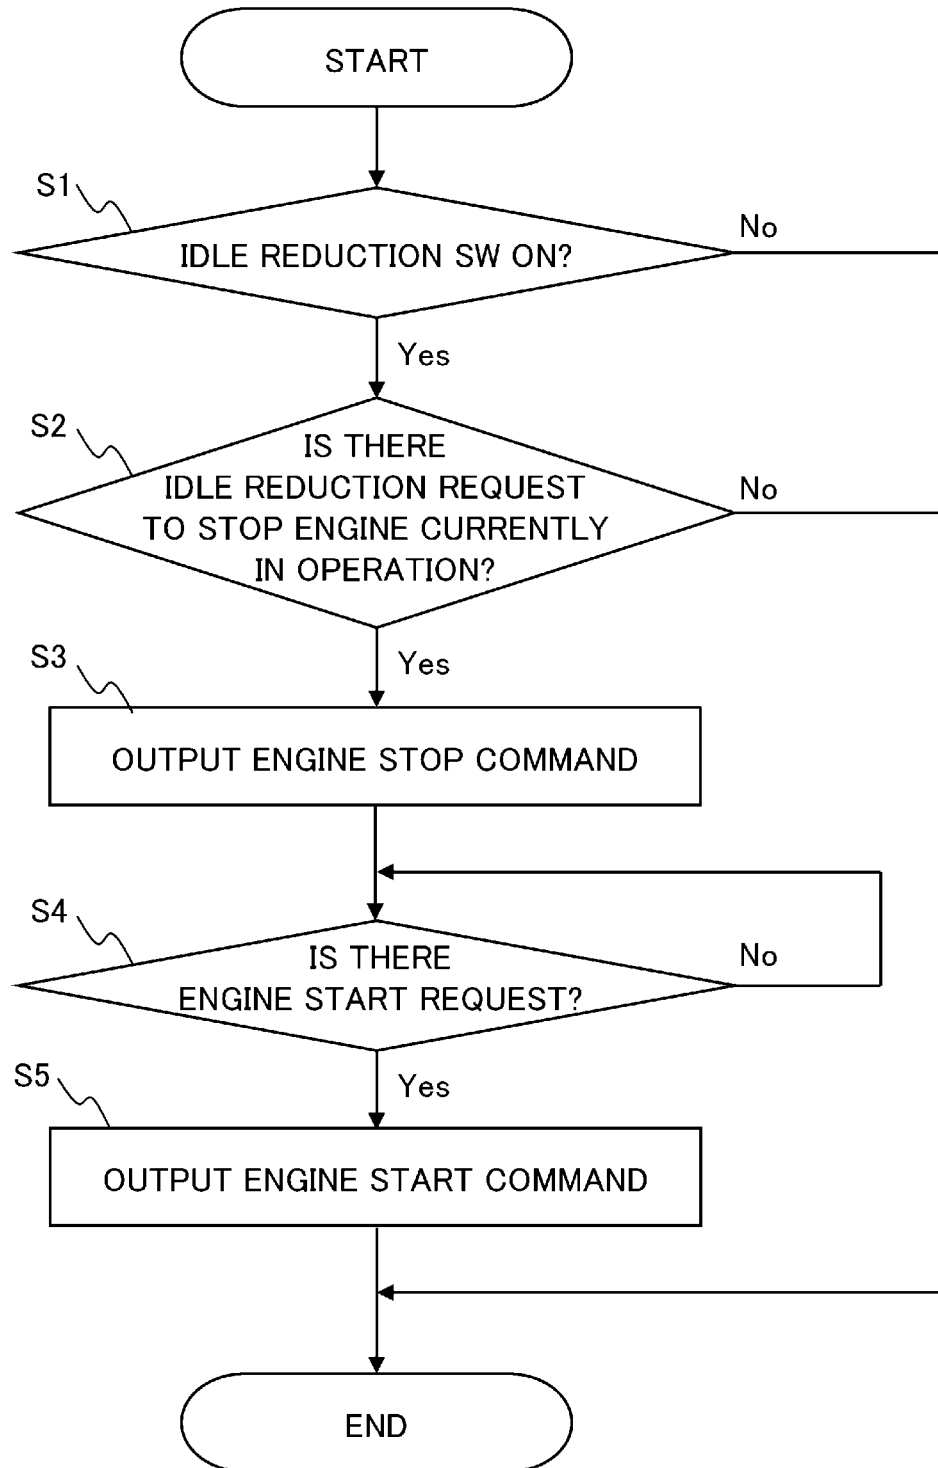 START
S1
IDLE REDUCTION SW ON?
No
Yes
S2
IS THERE
IDLE REDUCTION REQUEST
TO STOP ENGINE CURRENTLY
IN OPERATION?
No
Yes
S3
OUTPUT ENGINE STOP COMMAND
S4
IS THERE
ENGINE START REQUEST?
No
Yes
S5
OUTPUT ENGINE START COMMAND
END